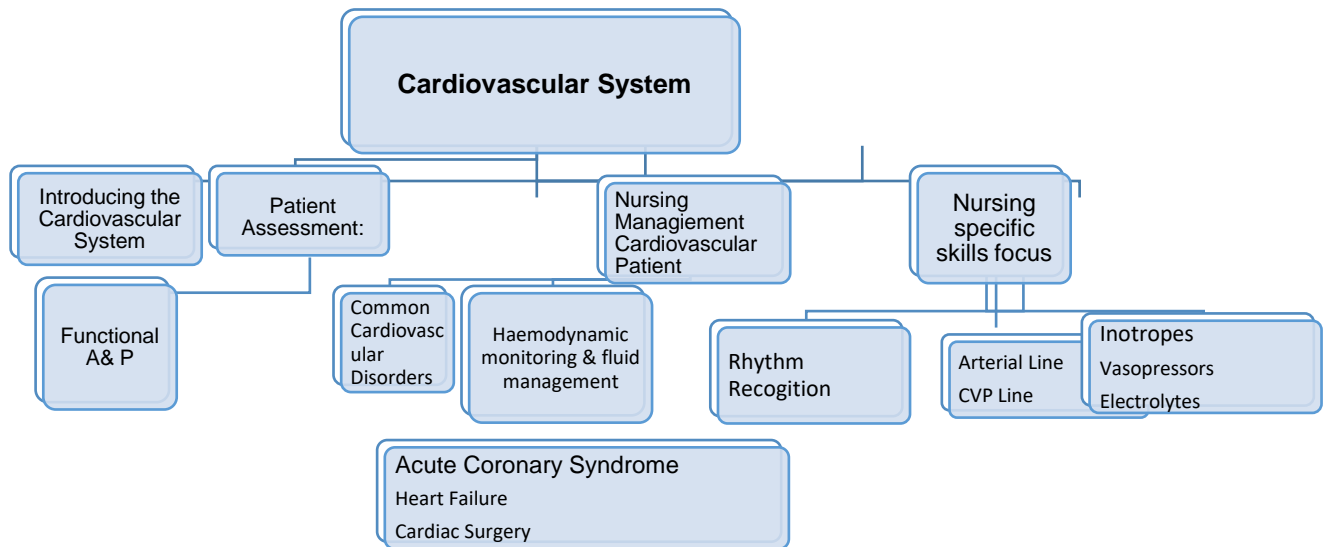 Cardiovascular System
Introducing the
Cardiovascular
System
Patient
Assessment:
Nursing
Managiement
Cardiovascular
Patient
Nursing
specific
skills focus
Functional
A& P
Common
Cardiovasc
ular
Disorders
Haemodynamic
monitoring & fluid
management
Rhythm
Recogition
Arterial Line
CVP Line
Inotropes
Vasopressors
Electrolytes
Acute Coronary Syndrome
Heart Failure
Cardiac Surgery